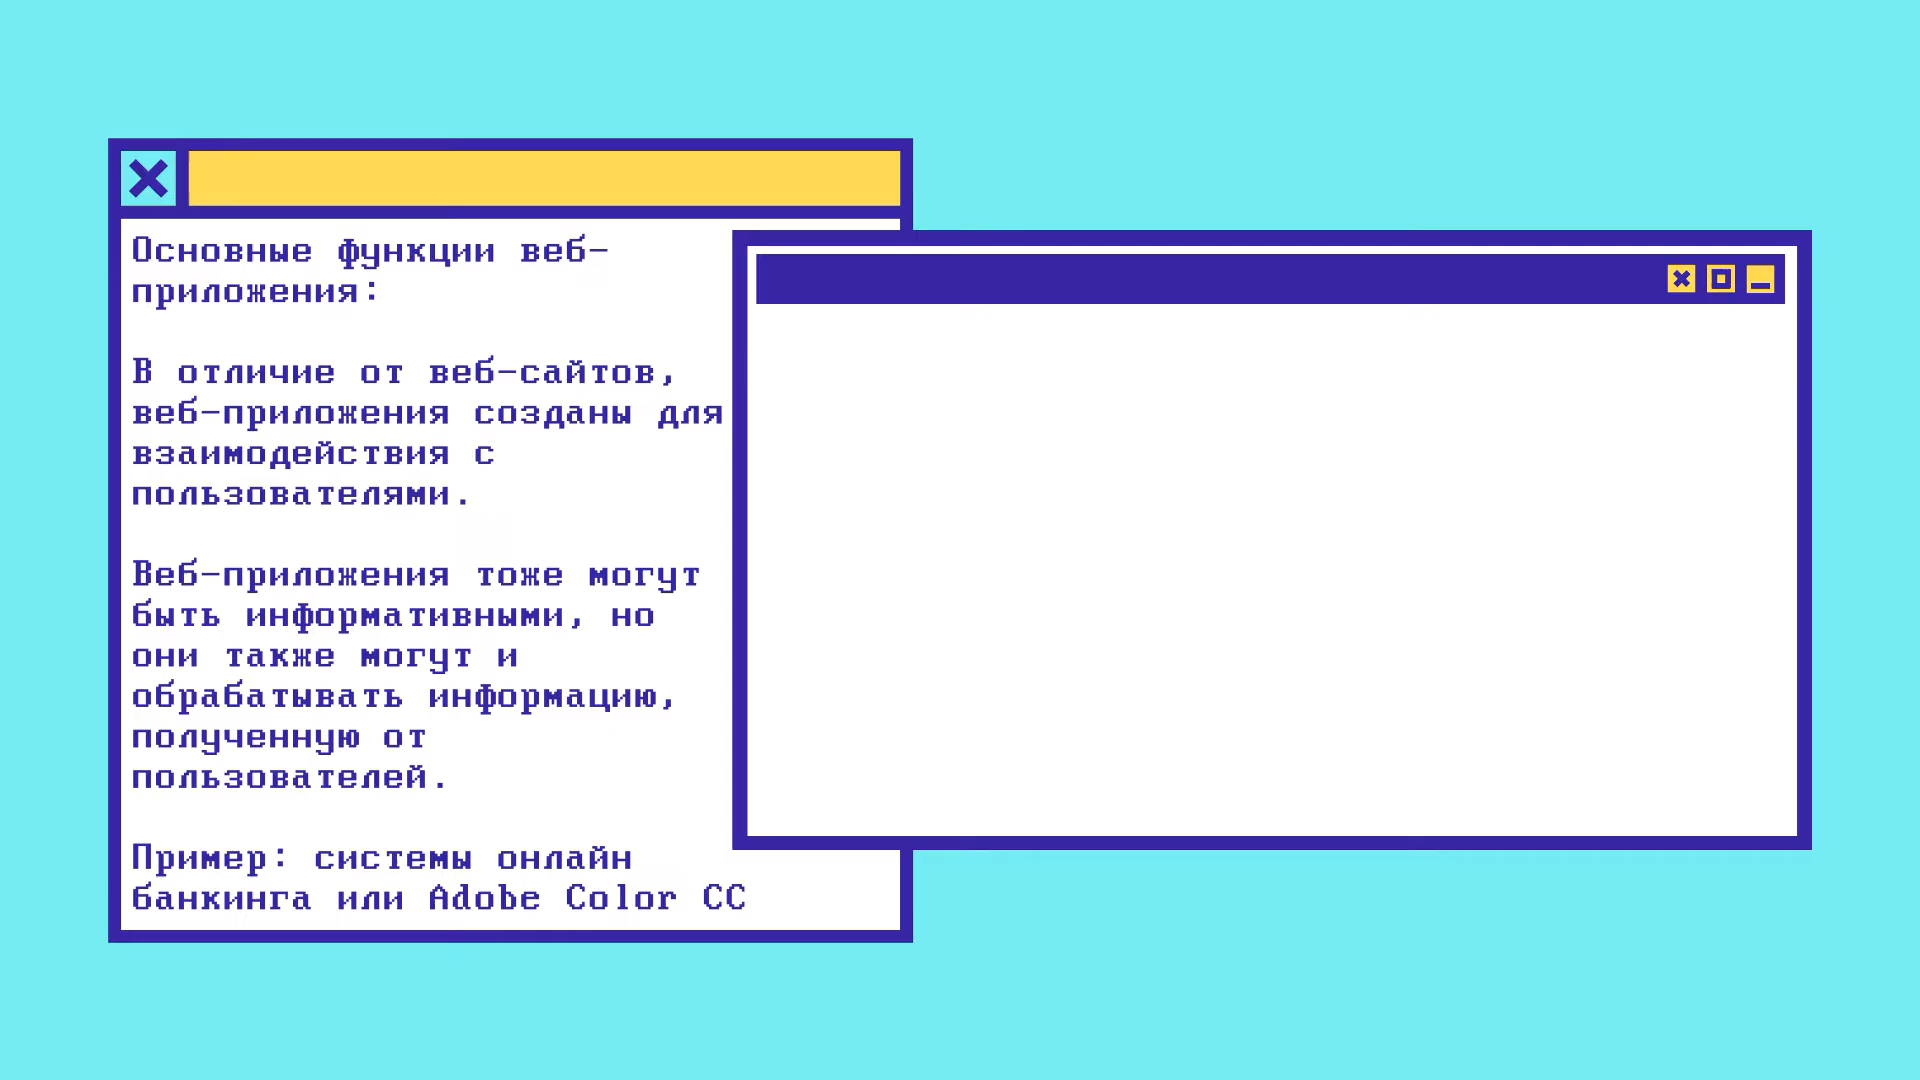 Основные функции веб-
приложения:
В отличие от веб-сайтов,
веб-приложения созданы для
взаимодействия с
пользователями.
Веб-приложения тоже могут
быть информативными, но
они также могут и
обрабатывать информацию,
полученную от
пользователей.
Пример: системы онлайн
банкинга или Adobe Color CC